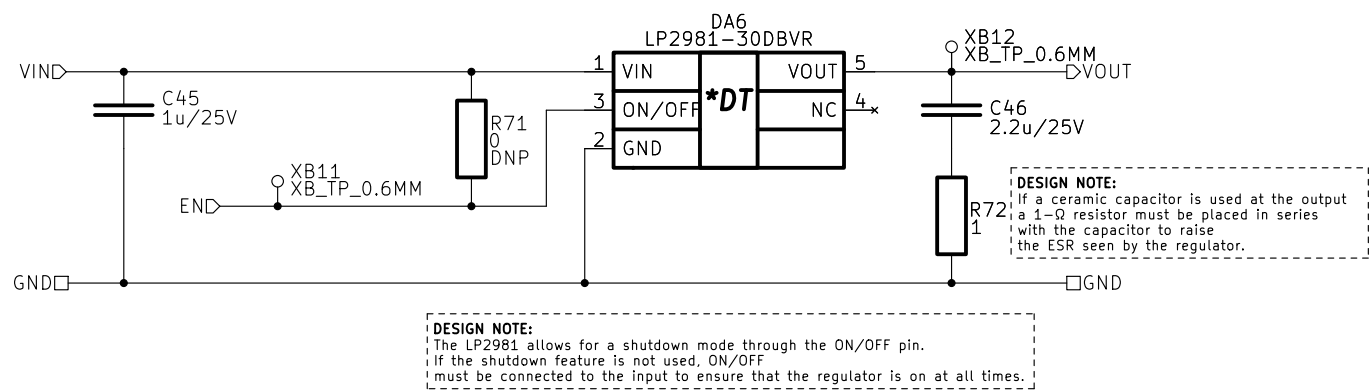 DA6
LP2981-30DBVR
VIN
1
VIN
*DT
VOUT
5
XB12
XB_TP_0.6MM
VOUT
C45
1u/25V
3
ON/OFF
NC
4
C46
2.2u/25V
R71
0
DNP
2
GND
XB11
XB_TP_0.6MM
EN
R72
1
DESIGN NOTE:
If a ceramic capacitor is used at the output
a 1-Ω resistor must be placed in series
with the capacitor to raise
the ESR seen by the regulator.
GND
GND
DESIGN NOTE:
The LP2981 allows for a shutdown mode through the ON/OFF pin.
If the shutdown feature is not used, ON/OFF
must be connected to the input to ensure that the regulator is on at all times.